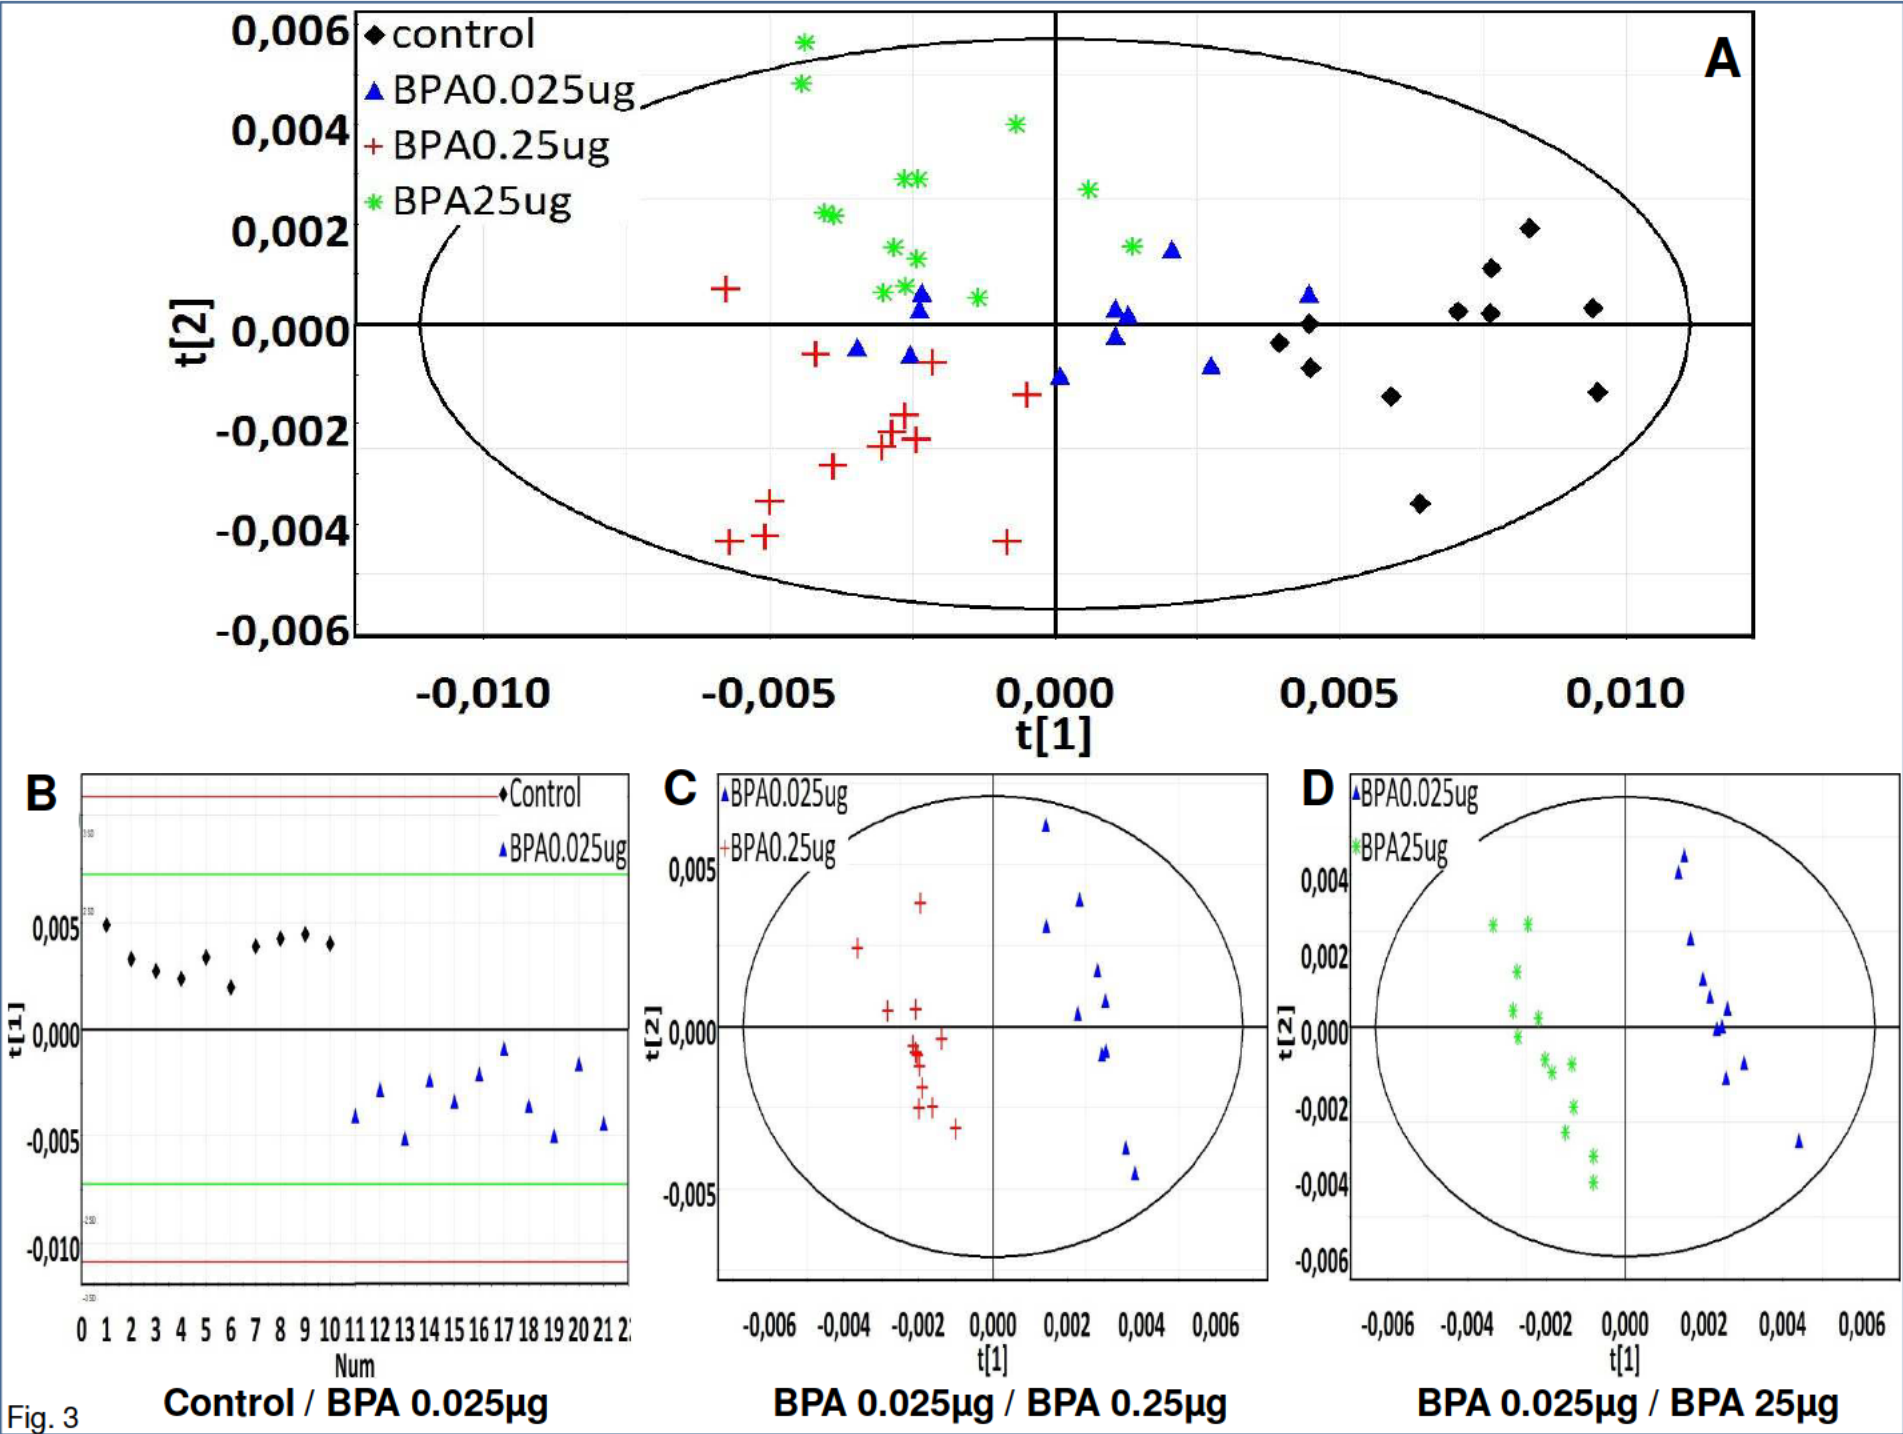 A
control
BPA0.025ug
BPA0.25ug
BPA25ug
0,006
0,004
0,002
0,000
-0,002
-0,004
-0,006
t[2]
-0,010 -0,005 0,000 0,005 0,010
t[1]
B
Control
BPA0.025ug
350
250
0,005
0,000
-0,005
-250
-0,010
-350
t[1]
0 1 2 3 4 5 6 7 8 9 10 11 12 13 14 15 16 17 18 19 20 21
Num
Control / BPA 0.025µg
C
BPA0.025ug
BPA0.25ug
0,005
0,000
-0,005
t[2]
-0,006 -0,004 -0,002 0,000 0,002 0,004 0,006
t[1]
BPA 0.025µg / BPA 0.25µg
D
BPA0.025ug
BPA25ug
0,004
0,002
0,000
-0,002
-0,004
-0,006
t[2]
-0,006 -0,004 -0,002 0,000 0,002 0,004 0,006
t[1]
BPA 0.025µg / BPA 25µg
Fig. 3